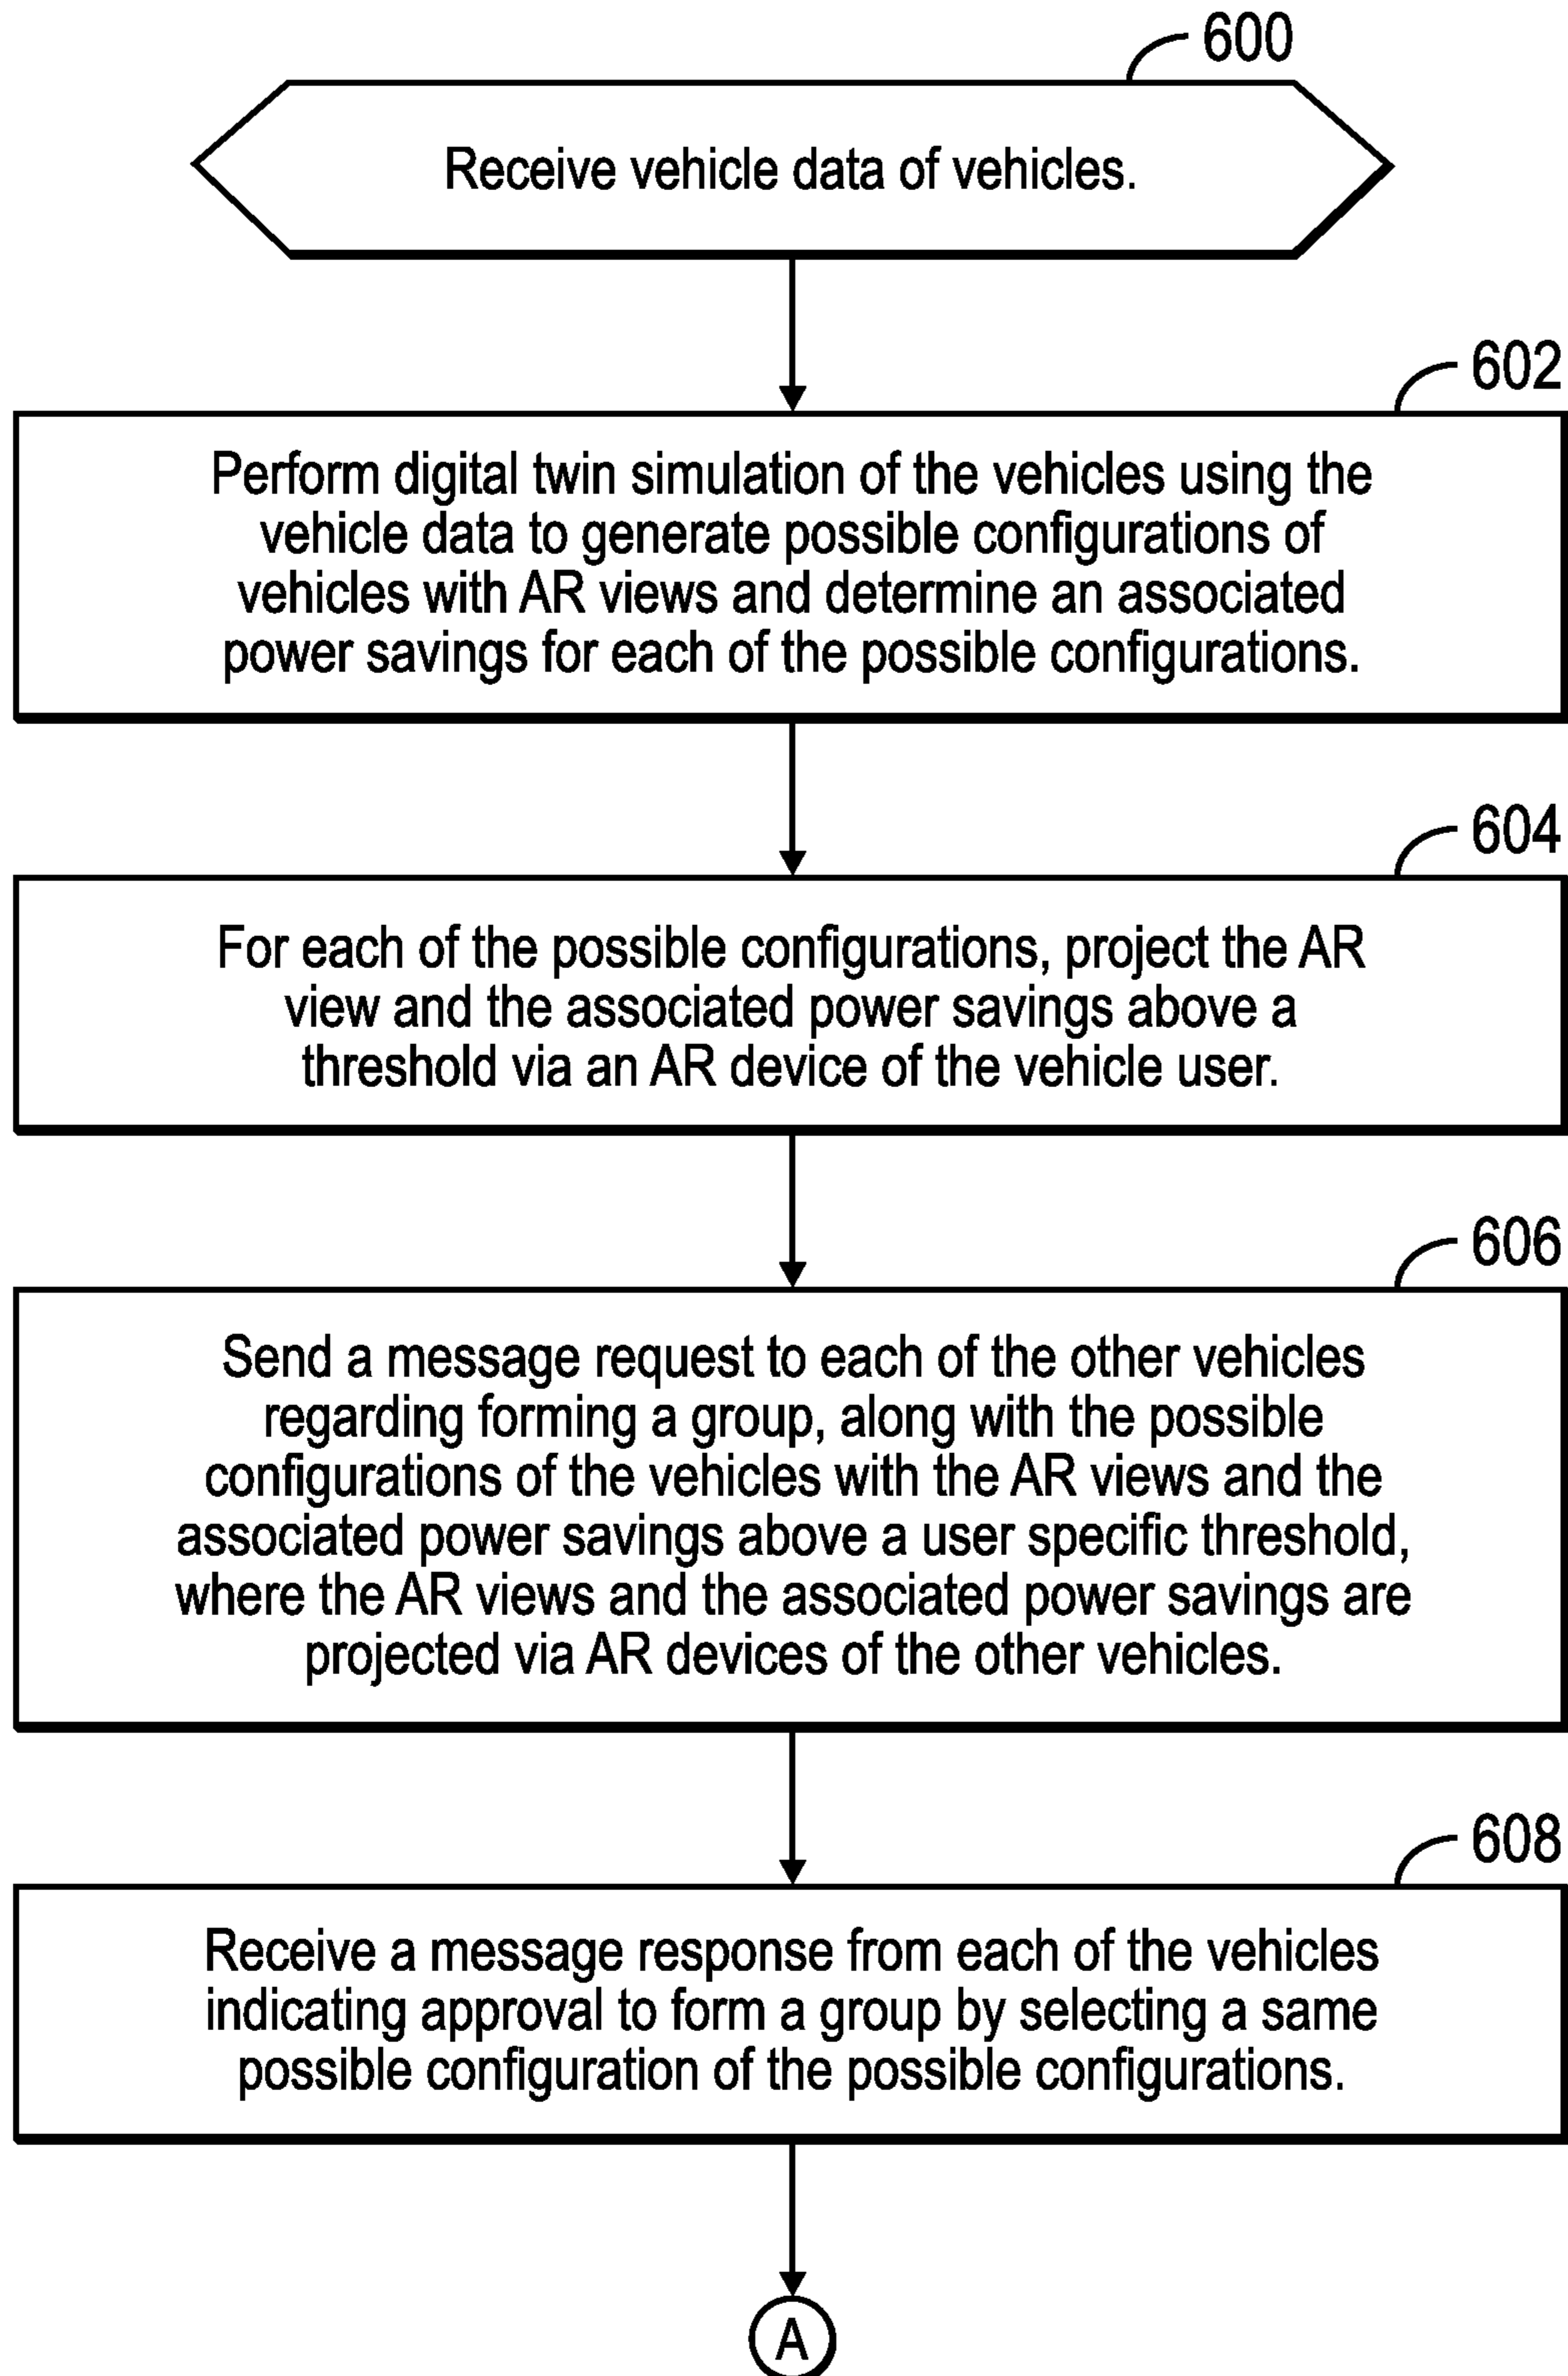 600
Receive vehicle data of vehicles.
602
Perform digital twin simulation of the vehicles using the
vehicle data to generate possible configurations of
vehicles with AR views and determine an associated
power savings for each of the possible configurations.
604
For each of the possible configurations, project the AR
view and the associated power savings above a
threshold via an AR device of the vehicle user.
606
Send a message request to each of the other vehicles
regarding forming a group, along with the possible
configurations of the vehicles with the AR views and the
associated power savings above a user specific threshold,
where the AR views and the associated power savings are
projected via AR devices of the other vehicles.
608
Receive a message response from each of the vehicles
indicating approval to form a group by selecting a same
possible configuration of the possible configurations.
A